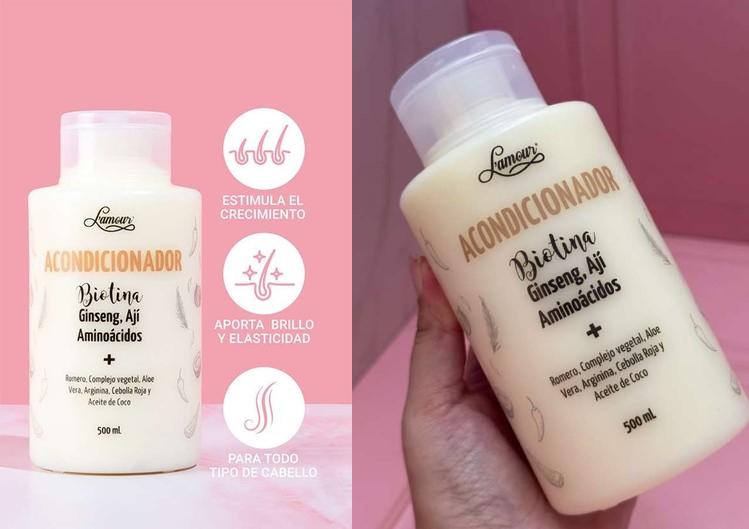 L'amour
ACONDICIONADOR
Biotina
Ginseng, Ají
Aminoácidos
+
Romero, Complejo vegetal, Aloe
Vera, Arginina, Cebolla Roja y
Aceite de Coco
500 mL
ESTIMULA EL
CRECIMIENTO
APORTA BRILLO
Y ELASTICIDAD
PARA TODO
TIPO DE CABELLO
L'amour
ACONDICIONADOR
Biotina
Ginseng, Ají
Aminoácidos
+
Romero, Complejo vegetal, Aloe
Vera, Arginina, Cebolla Roja y
Aceite de Coco
500 mL